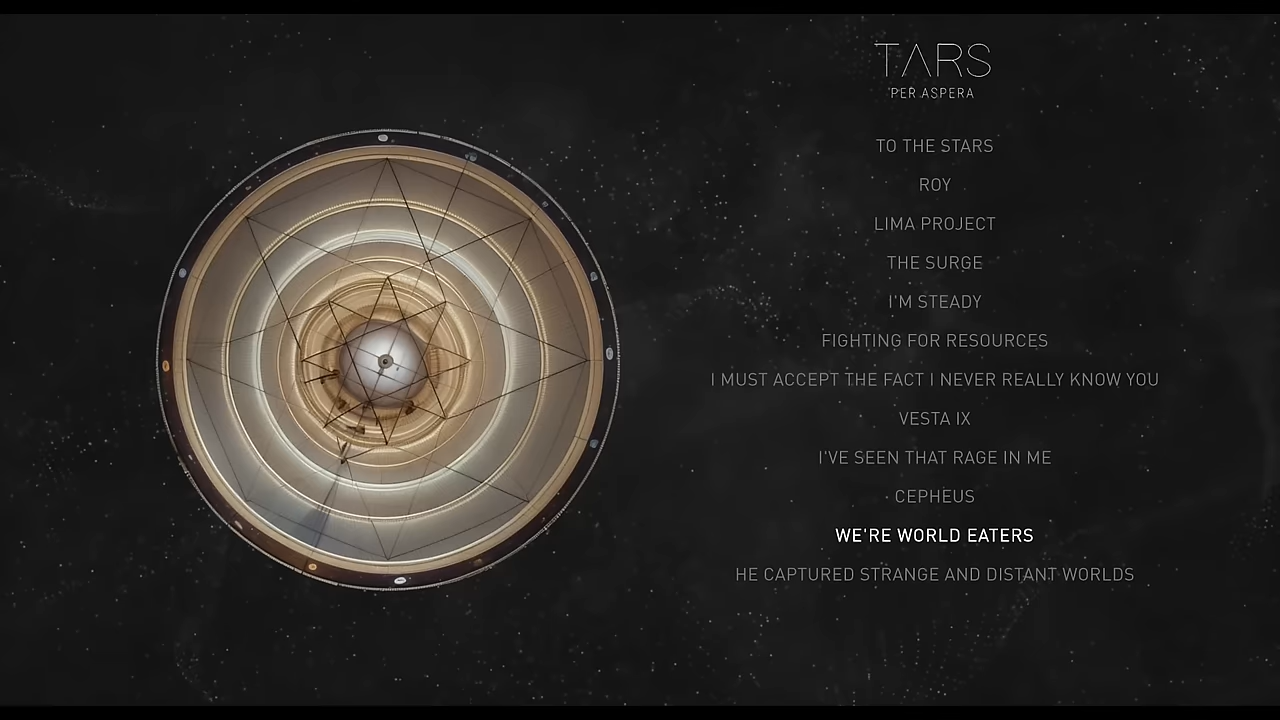 TARS
PER ASPERA
TO THE STARS
ROY
LIMA PROJECT
THE SURGE
I'M STEADY
FIGHTING FOR RESOURCES
I MUST ACCEPT THE FACT I NEVER REALLY KNOW YOU
VESTA IX
I'VE SEEN THAT RAGE IN ME
CEPHEUS
WE'RE WORLD EATERS
HE CAPTURED STRANGE AND DISTANT WORLDS